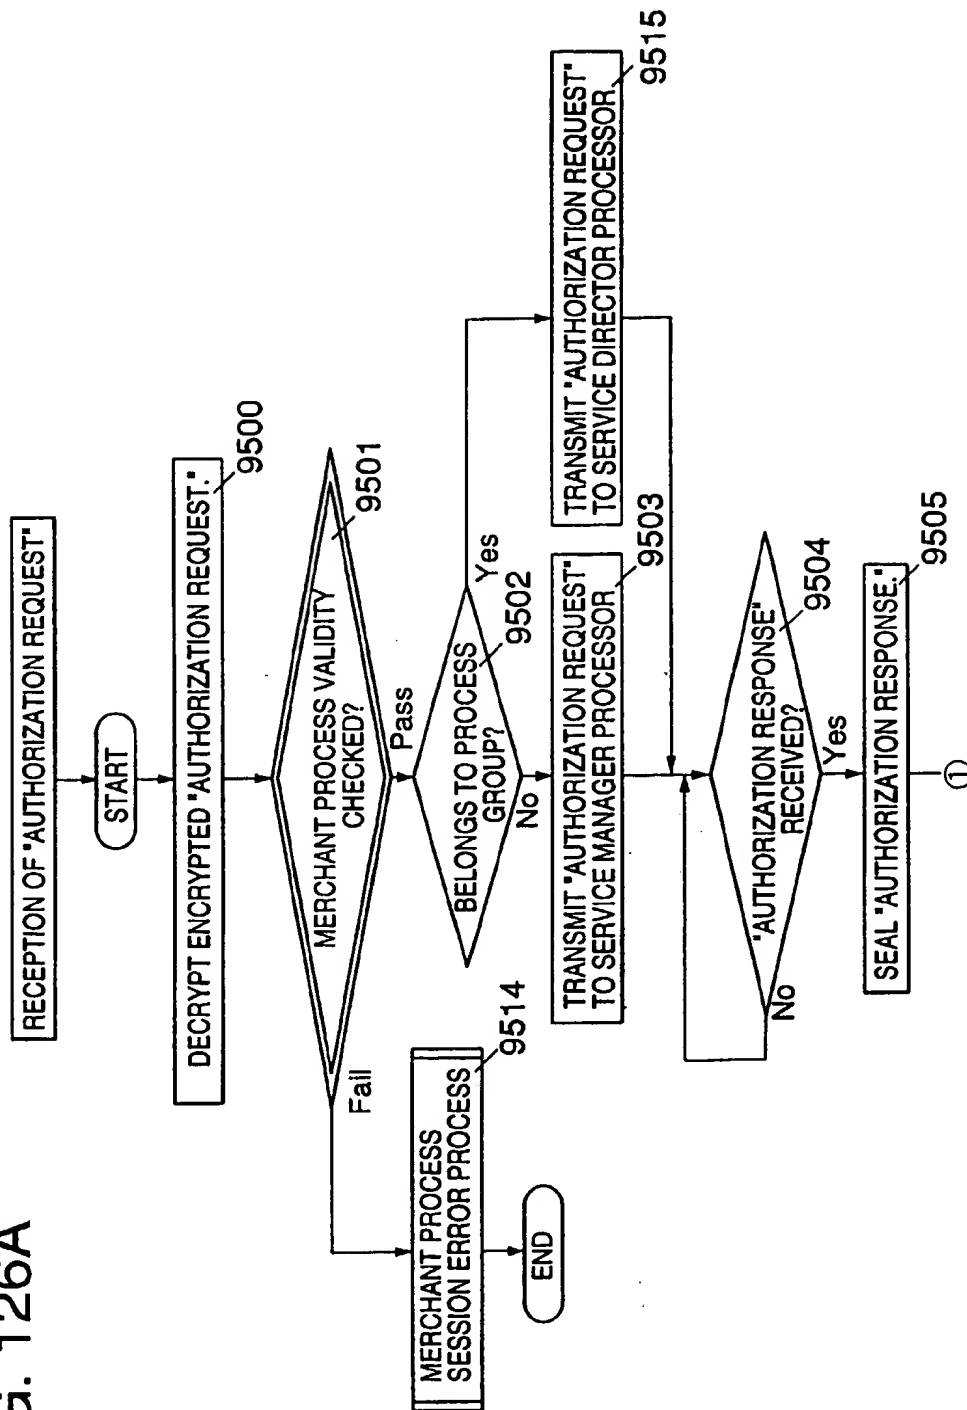 G. 126A
RECEPTION OF "AUTHORIZATION REQUEST"
START
DECRYPT ENCRYPTED "AUTHORIZATION REQUEST."
9500
MERCHANT PROCESS VALIDITY
CHECKED?
9501
Fail
Pass
MERCHANT PROCESS
SESSION ERROR PROCESS
9514
END
BELONGS TO PROCESS
GROUP?
9502
Yes
No
TRANSMIT "AUTHORIZATION REQUEST"
TO SERVICE MANAGER PROCESSOR
9503
TRANSMIT "AUTHORIZATION REQUEST"
TO SERVICE DIRECTOR PROCESSOR.
9515
"AUTHORIZATION RESPONSE"
RECEIVED?
9504
No
Yes
SEAL "AUTHORIZATION RESPONSE."
9505
1